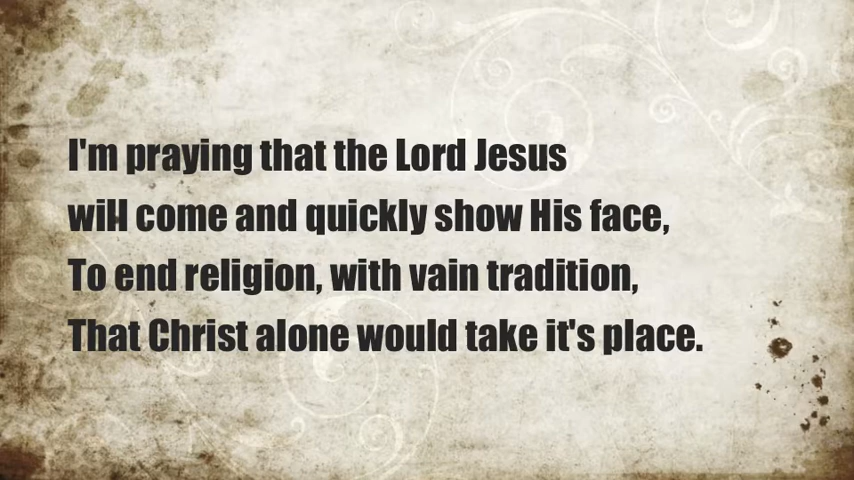 I'm praying that the Lord Jesus
will come and quickly show His face,
To end religion, with vain tradition,
That Christ alone would take it's place.